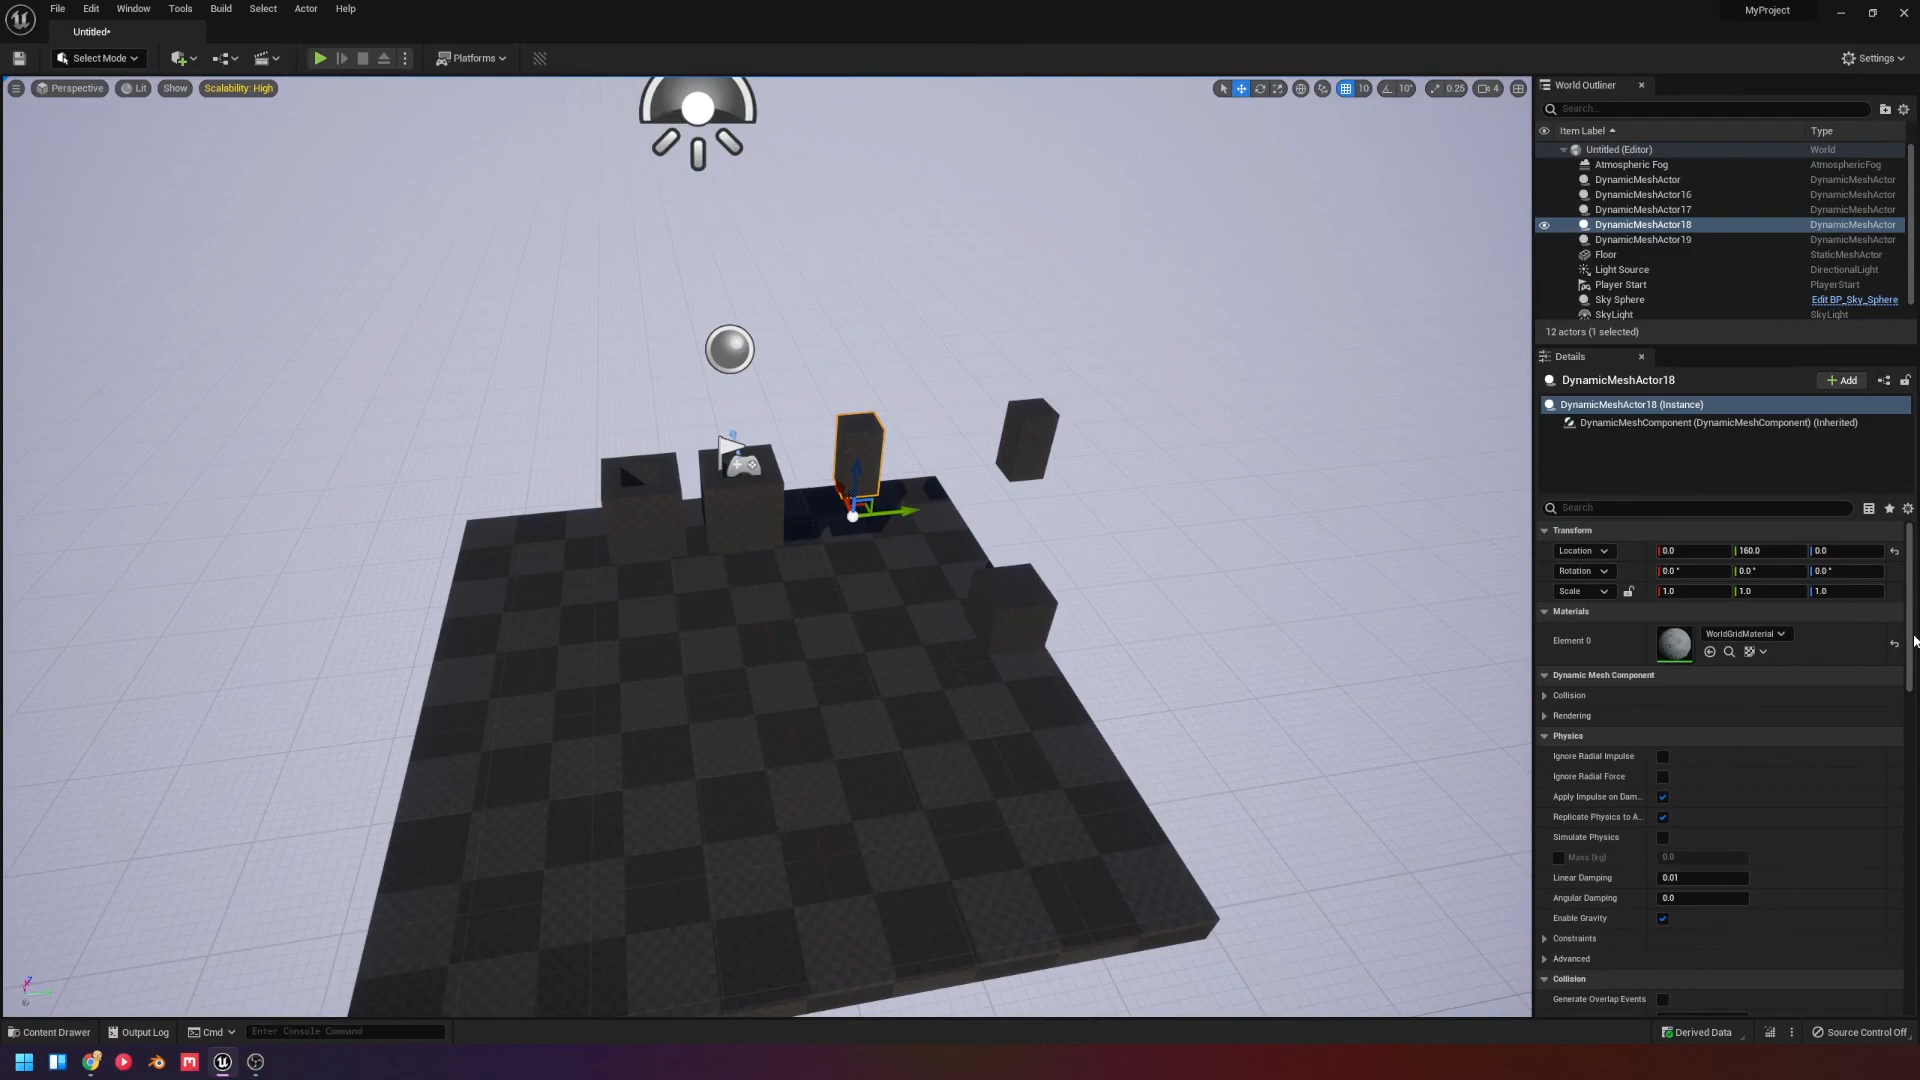 File Edit Window Tools Build Select Actor Help
MyProject
Untitled*
Select Mode
Platforms
Settings
Perspective Lit Show Scalability: High
10 10° 0.25 4
World Outliner
Search...
Item Label Type
Untitled (Editor) World
Atmospheric Fog AtmosphericFog
DynamicMeshActor DynamicMeshActor
DynamicMeshActor16 DynamicMeshActor
DynamicMeshActor17 DynamicMeshActor
DynamicMeshActor18 DynamicMeshActor
DynamicMeshActor19 DynamicMeshActor
Floor StaticMeshActor
Light Source DirectionalLight
Player Start PlayerStart
Sky Sphere Edit BP_Sky_Sphere
SkyLight SkyLight
12 actors (1 selected)
Details
DynamicMeshActor18
Add
DynamicMeshActor18 (Instance)
DynamicMeshComponent (DynamicMeshComponent) (Inherited)
Search
Transform
Location 0.0 160.0 0.0
Rotation 0.0 ° 0.0 ° 0.0 °
Scale 1.0 1.0 1.0
Materials
Element 0 WorldGridMaterial
Dynamic Mesh Component
Collision
Rendering
Physics
Ignore Radial Impulse
Ignore Radial Force
Apply Impulse on Dam...
Replicate Physics to A...
Simulate Physics
Mass (kg) 0.0
Linear Damping 0.01
Angular Damping 0.0
Enable Gravity
Constraints
Advanced
Collision
Generate Overlap Events
Content Drawer Output Log Cmd Enter Console Command
Derived Data Source Control Off